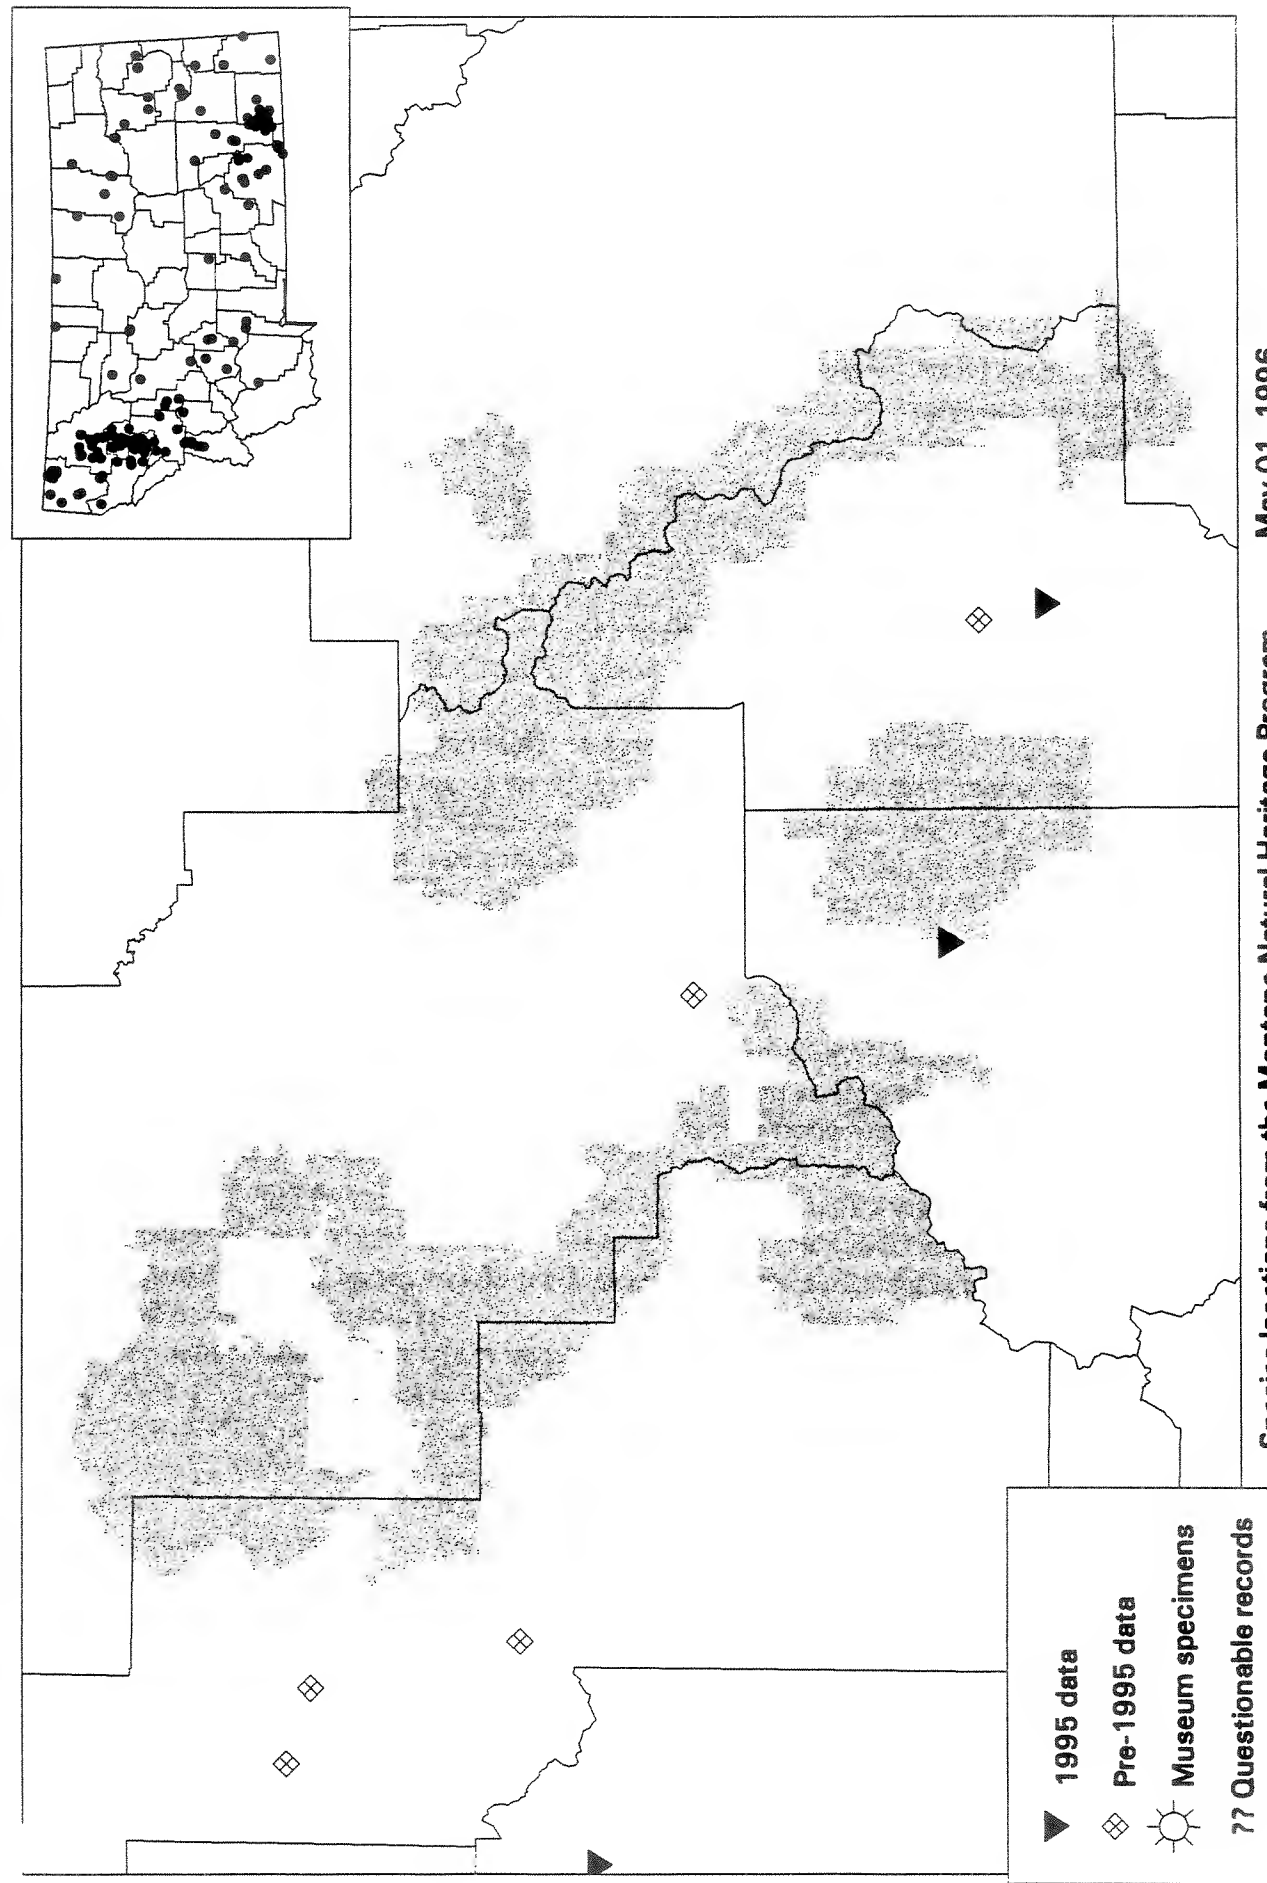 1995 data
Pre-1995 data
Museum specimens
?? Questionable records
Species locations from the Montana Natural Heritage Program May 01, 1996